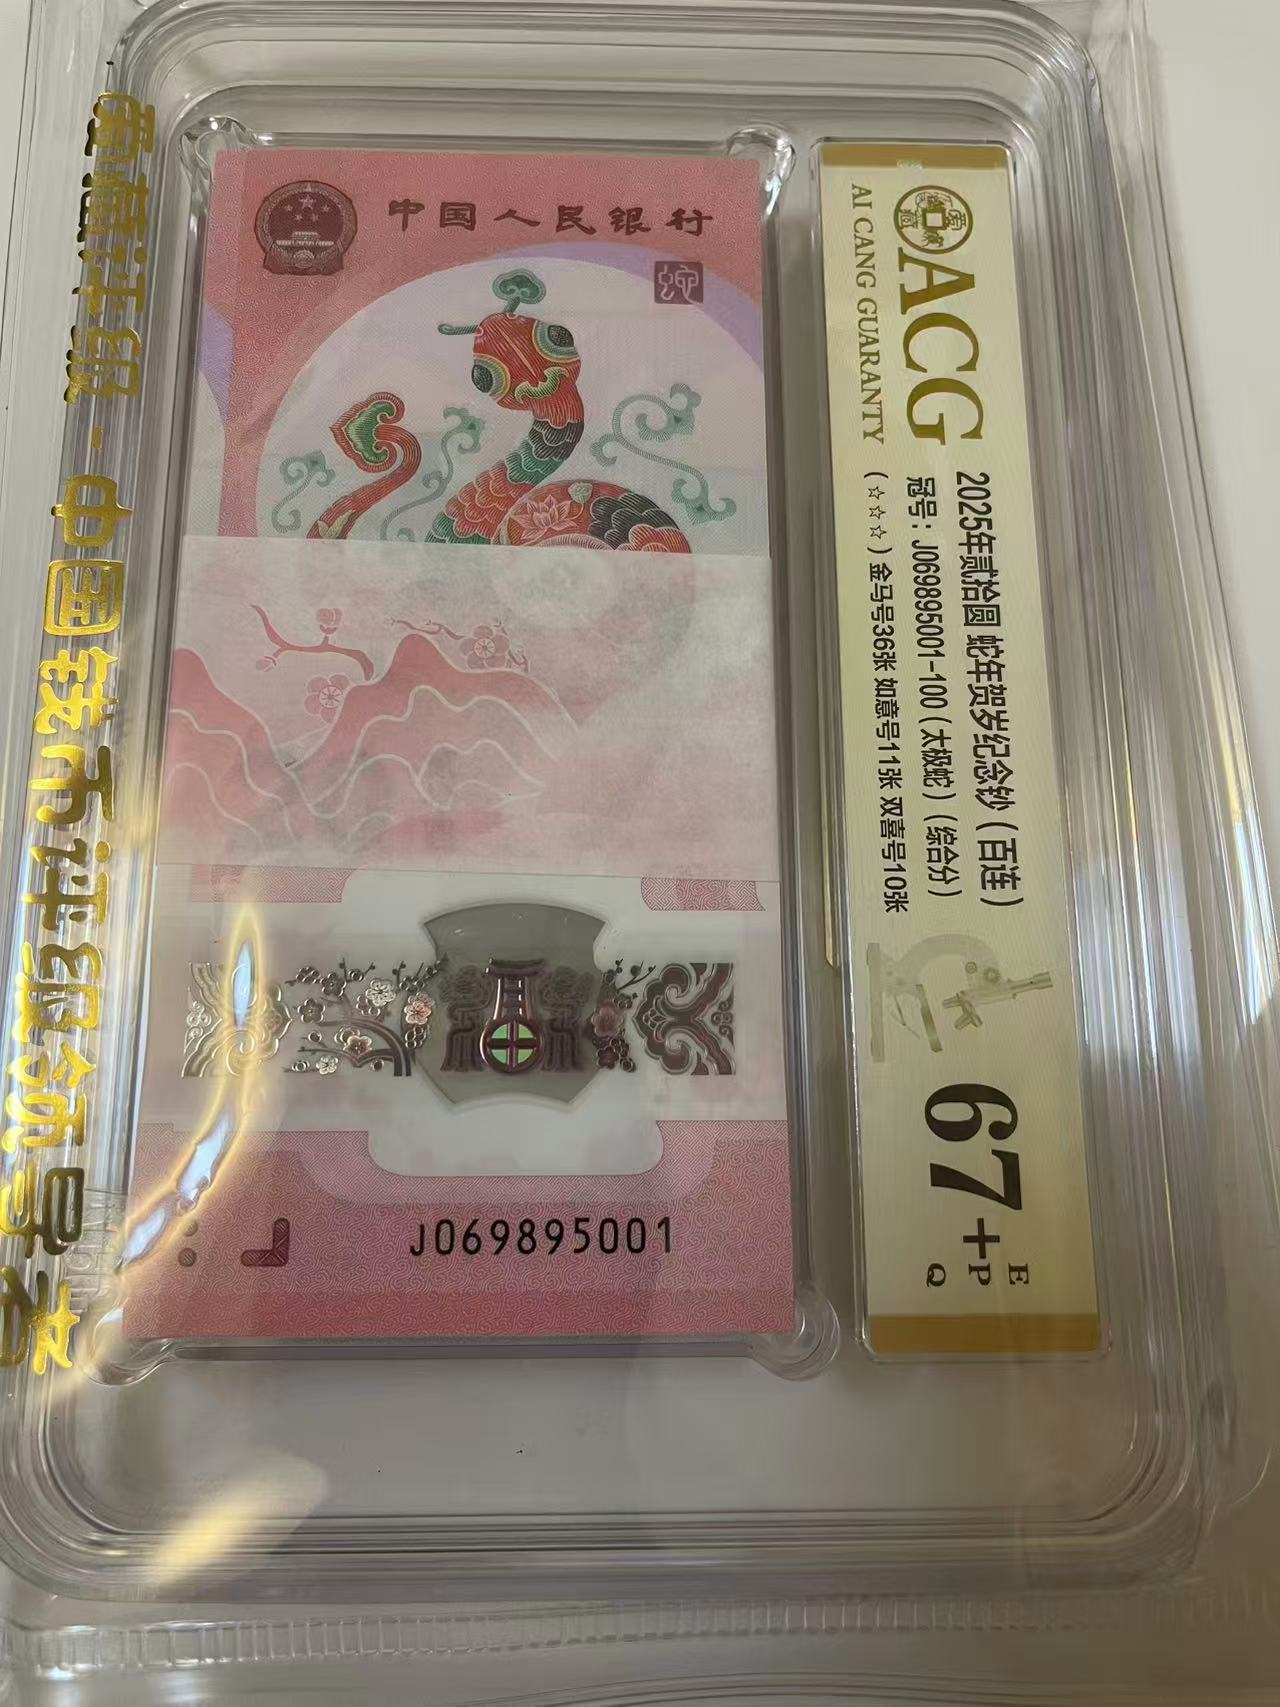 爱藏评级-中国钱币评级领导者
中国人民银行
蛇
J069895001
爱藏
ACG
AI CANG GUARANTY
2025年贰拾圆 蛇年贺岁纪念钞（百连）
冠号：J069895001-100（太极蛇）（综合分）
（☆☆☆）金马号36张 如意号11张 双喜号10张
67+
E
P
Q